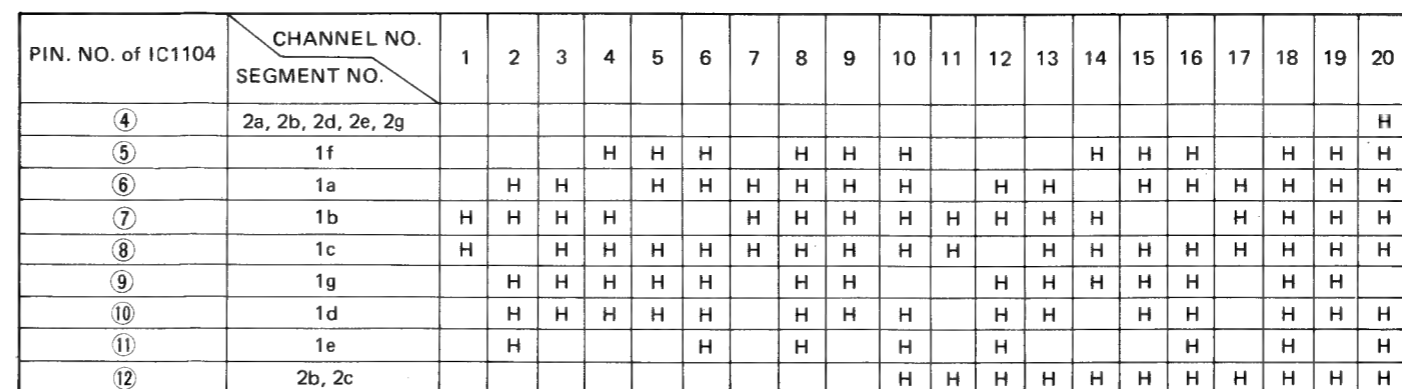 PIN. NO. of IC1104 CHANNEL NO. SEGMENT NO. 1 2 3 4 5 6 7 8 9 10 11 12 13 14 15 16 17 18 19 20
④ 2a, 2b, 2d, 2e, 2g H
⑤ 1f H H H H H H H H H H H H
⑥ 1a H H H H H H H H H H H H H H H H
⑦ 1b H H H H H H H H H H H H H H H H
⑧ 1c H H H H H H H H H H H H H H H H H H
⑨ 1g H H H H H H H H H H H H H H
⑩ 1d H H H H H H H H H H H H H H H
⑪ 1e H H H H H H H H
⑫ 2b, 2c H H H H H H H H H H H